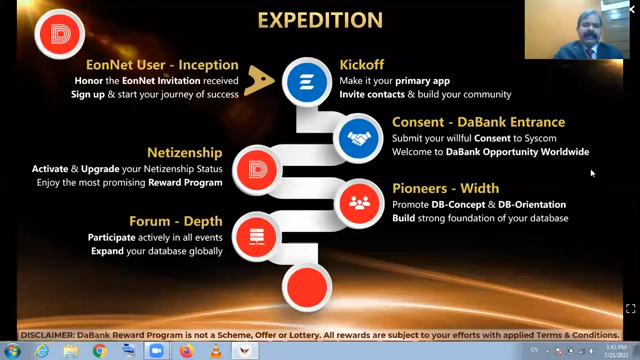 EXPEDITION
EonNet User - Inception
Honor the EonNet Invitation received
Sign up & start your journey of success
Kickoff
Make it your primary app
Invite contacts & build your community
Consent - DaBank Entrance
Submit your willful Consent to Syscom
Welcome to DaBank Opportunity Worldwide
Netizenship
Activate & Upgrade your Netizenship Status
Enjoy the most promising Reward Program
Pioneers - Width
Promote DB-Concept & DB-Orientation
Build strong foundation of your database
Forum - Depth
Participate actively in all events
Expand your database globally
DISCLAIMER: DaBank Reward Program is not a Scheme, Offer or Lottery. All rewards are subject to your efforts with applied Terms & Conditions.
EN
1:43 PM
7/25/2021